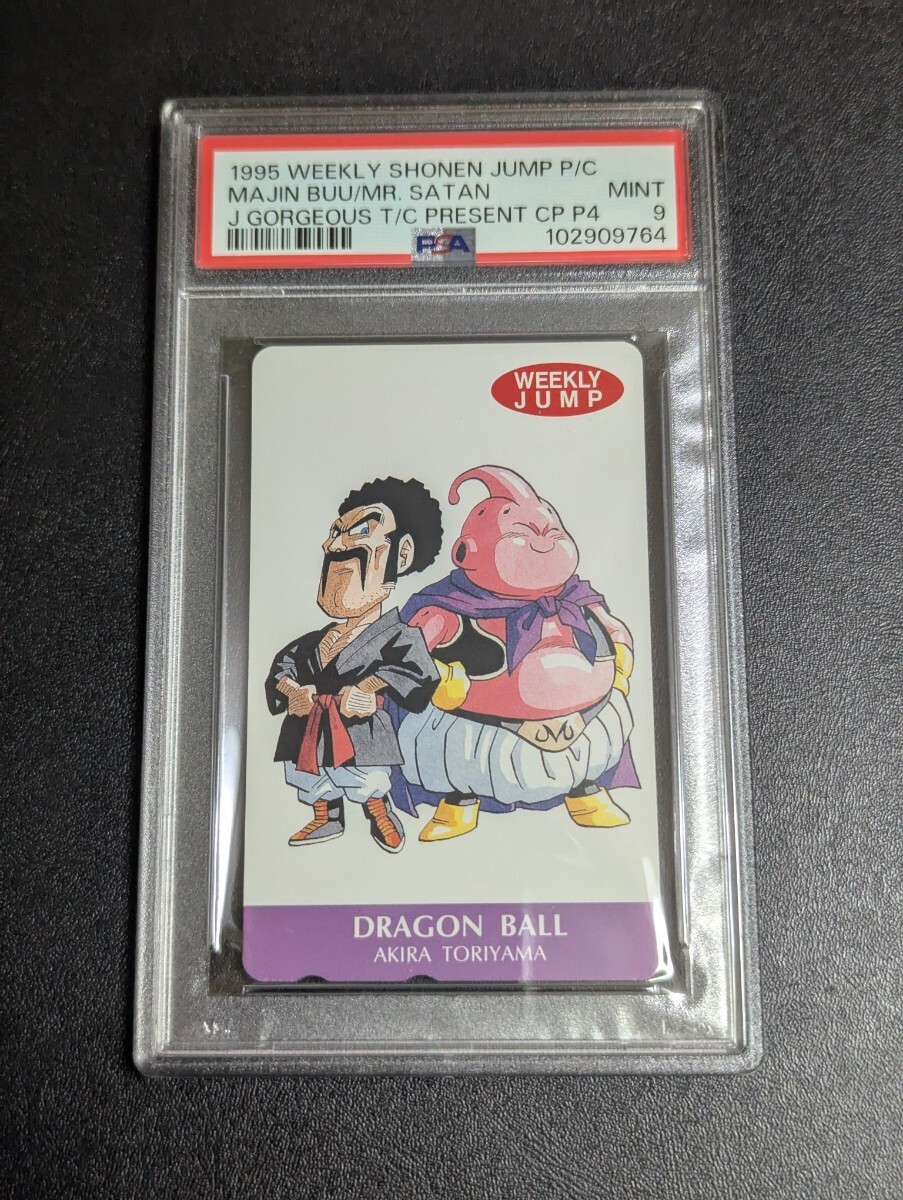 1995 WEEKLY SHONEN JUMP P/C
MAJIN BUU/MR. SATAN MINT
J GORGEOUS T/C PRESENT CP P4 9
PSA 102909764
WEEKLY
JUMP
DRAGON BALL
AKIRA TORIYAMA